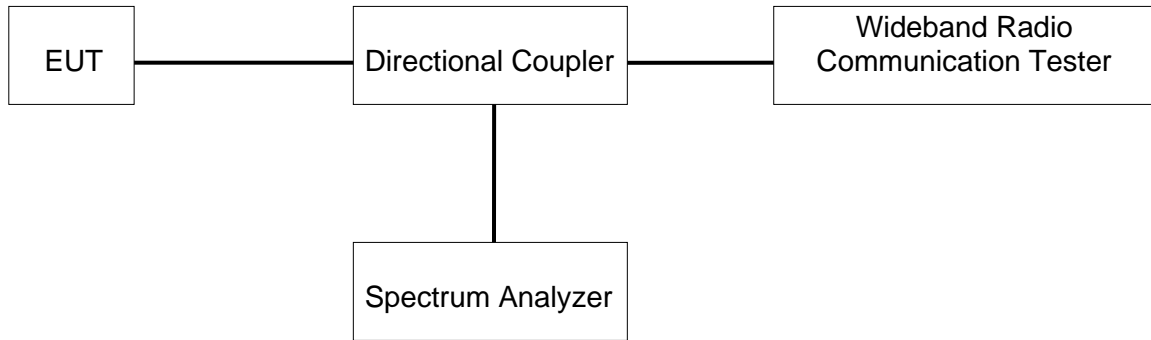 EUT
Directional Coupler
Wideband Radio
Communication Tester
Spectrum Analyzer